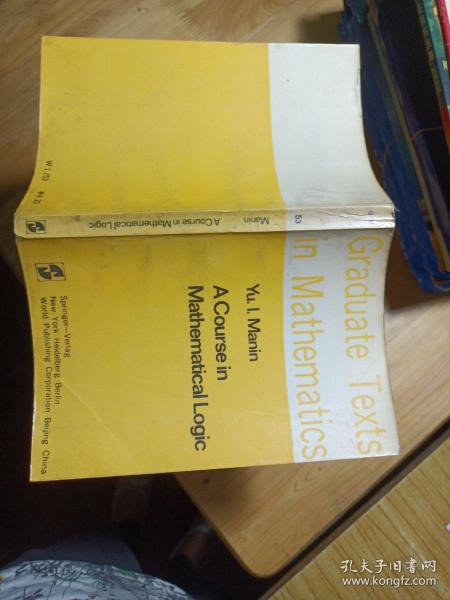 Graduate Texts
in Mathematics
Yu. I. Manin
A Course in
Mathematical Logic
Springer-Verlag
New York Heidelberg Berlin
World Publishing Corporation Beijing China
53
Manin
A Course in Mathematical Logic
孔夫子旧书网
www.kongfz.com